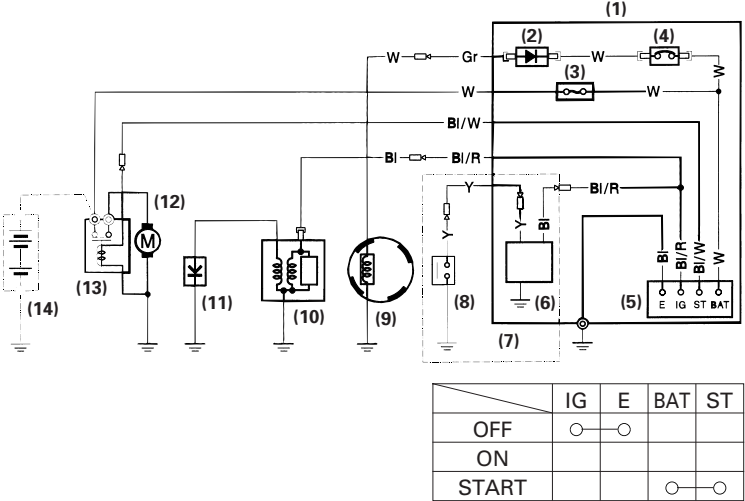 (1)
(2)
(4)
W
Gr
W
W
(3)
W
W
Bl/W
Bl
Bl/R
Y
Bl/R
(12)
Y
Y
Bl
M
Bl
Bl/R
Bl/W
W
(13)
(14)
(11)
(10)
(9)
(8)
(6)
(5)
E IG ST BAT
(7)
IG E BAT ST
OFF
ON
START